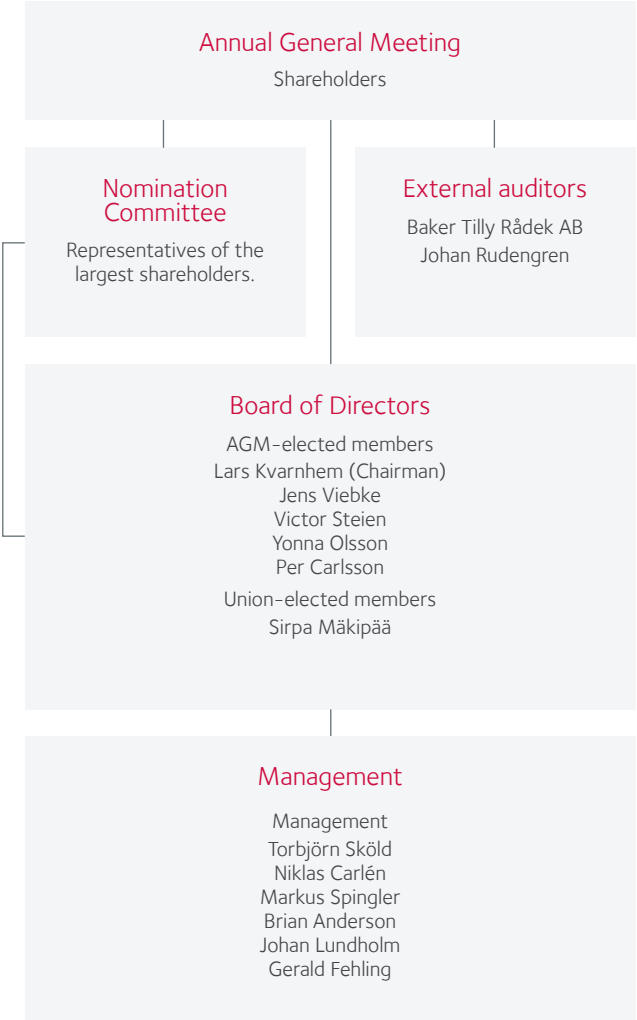 Annual General Meeting
Shareholders
Nomination
Committee
Representatives of the
largest shareholders.
External auditors
Baker Tilly Rådek AB
Johan Rudengren
Board of Directors
AGM-elected members
Lars Kvarnhem (Chairman)
Jens Viebke
Victor Steien
Yonna Olsson
Per Carlsson
Union-elected members
Sirpa Mäkipää
Management
Management
Torbjörn Sköld
Niklas Carlén
Markus Spingler
Brian Anderson
Johan Lundholm
Gerald Fehling